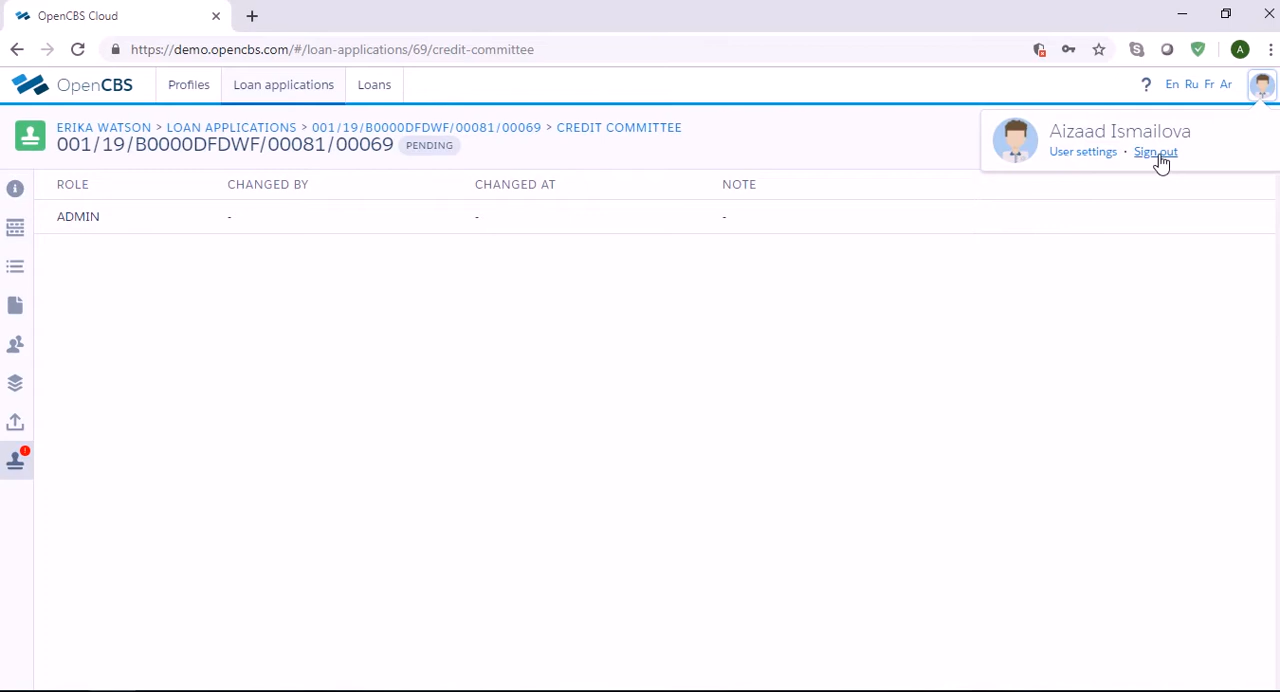 OpenCBS Cloud
https://demo.opencbs.com/#/loan-applications/69/credit-committee
A
OpenCBS Profiles Loan applications Loans ? En Ru Fr Ar
ERIKA WATSON > LOAN APPLICATIONS > 001/19/B0000DFDWF/00081/00069 > CREDIT COMMITTEE
001/19/B0000DFDWF/00081/00069 PENDING
Aizaad Ismailova
User settings · Sign out
ROLE CHANGED BY CHANGED AT NOTE
ADMIN - - -